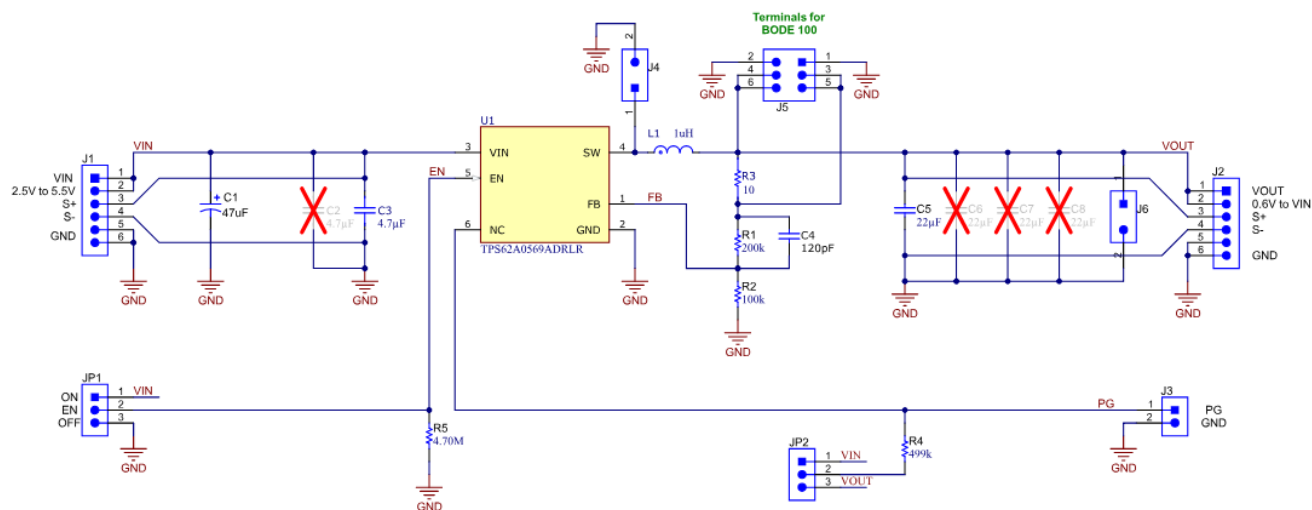 Terminals for
BODE 100
2
GND
J4
1
2
4
6
1
3
5
GND
GND
J5
U1
VIN
3
VIN
SW
4
L1
1uH
VOUT
J1
VIN
2.5V to 5.5V
S+
S-
GND
1
2
3
4
5
6
C1
47uF
C2
4.7µF
C3
4.7µF
EN
5
EN
FB
1
FB
6
NC
GND
2
TPS62A0569ADRLR
R3
10
R1
200k
C4
120pF
R2
100k
C5
22µF
C6
22µF
C7
22µF
C8
22µF
1
J6
2
J2
1
2
3
4
5
6
VOUT
0.6V to VIN
S+
S-
GND
GND
GND
GND
GND
GND
GND
GND
JP1
ON
EN
OFF
1
2
3
VIN
GND
R5
4.70M
GND
JP2
1
2
3
VIN
VOUT
R4
499k
PG
J3
1
2
PG
GND
GND